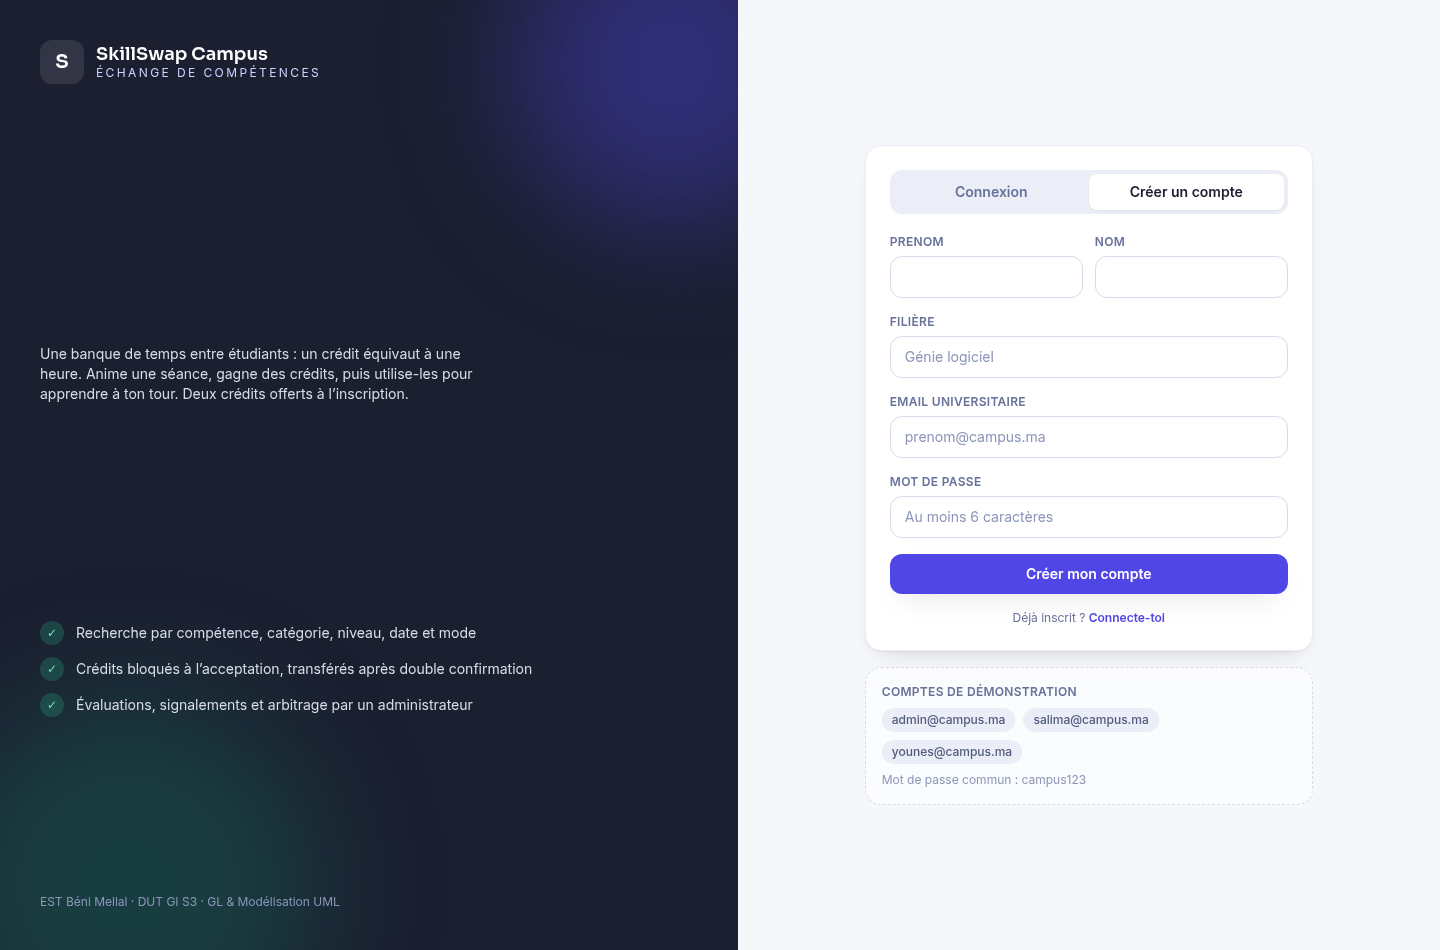 S
SkillSwap Campus
ÉCHANGE DE COMPÉTENCES
Une banque de temps entre étudiants : un crédit équivaut à une
heure. Anime une séance, gagne des crédits, puis utilise-les pour
apprendre à ton tour. Deux crédits offerts à l’inscription.
✓ Recherche par compétence, catégorie, niveau, date et mode
✓ Crédits bloqués à l’acceptation, transférés après double confirmation
✓ Évaluations, signalements et arbitrage par un administrateur
EST Béni Mellal · DUT GI S3 · GL & Modélisation UML
Connexion Créer un compte
PRENOM NOM
FILIÈRE
Génie logiciel
EMAIL UNIVERSITAIRE
prenom@campus.ma
MOT DE PASSE
Au moins 6 caractères
Créer mon compte
Déjà inscrit ? Connecte-toi
COMPTES DE DÉMONSTRATION
admin@campus.ma salima@campus.ma
younes@campus.ma
Mot de passe commun : campus123